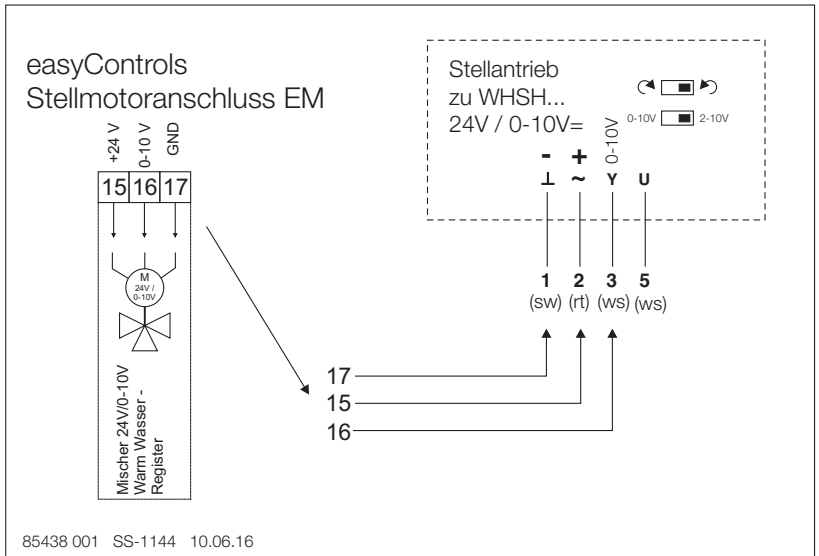 easyControls
Stellmotoranschluss EM
+24 V
0-10 V
GND
15 16 17
M
24V /
0-10V
Mischer 24V/0-10V
Warm Wasser -
Register
Stellantrieb
zu WHSH...
24V / 0-10V=
0-10V 2-10V
0-10V
- +
⊥ ~ Y U
1 2 3 5
(sw) (rt) (ws) (ws)
17
15
16
85438 001 SS-1144 10.06.16